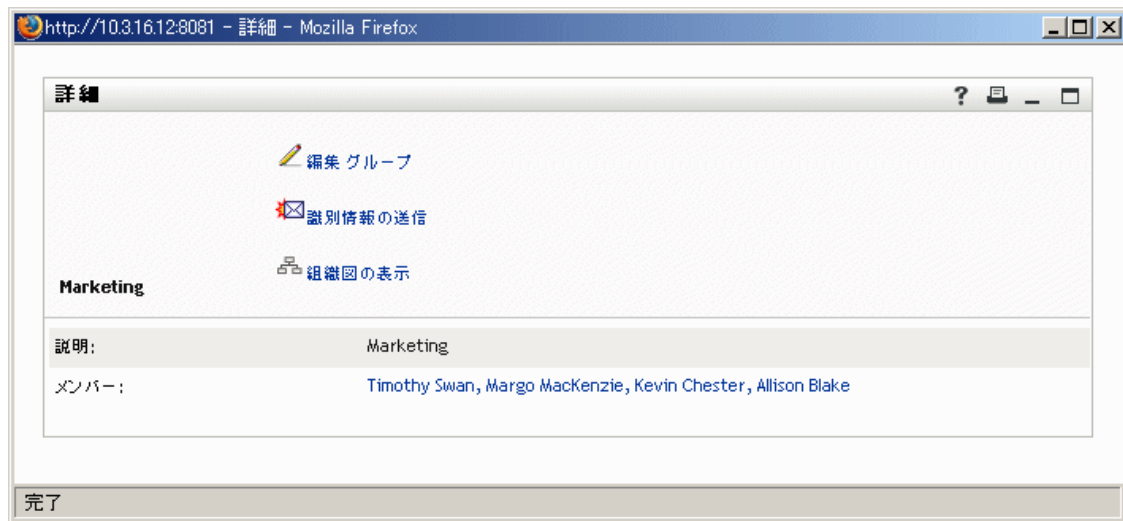 http://10.3.16.12:8081 - 詳細 - Mozilla Firefox
詳細
?
編集 グループ
識別情報の送信
組織図の表示
Marketing
説明: Marketing
メンバー: Timothy Swan, Margo MacKenzie, Kevin Chester, Allison Blake
完了